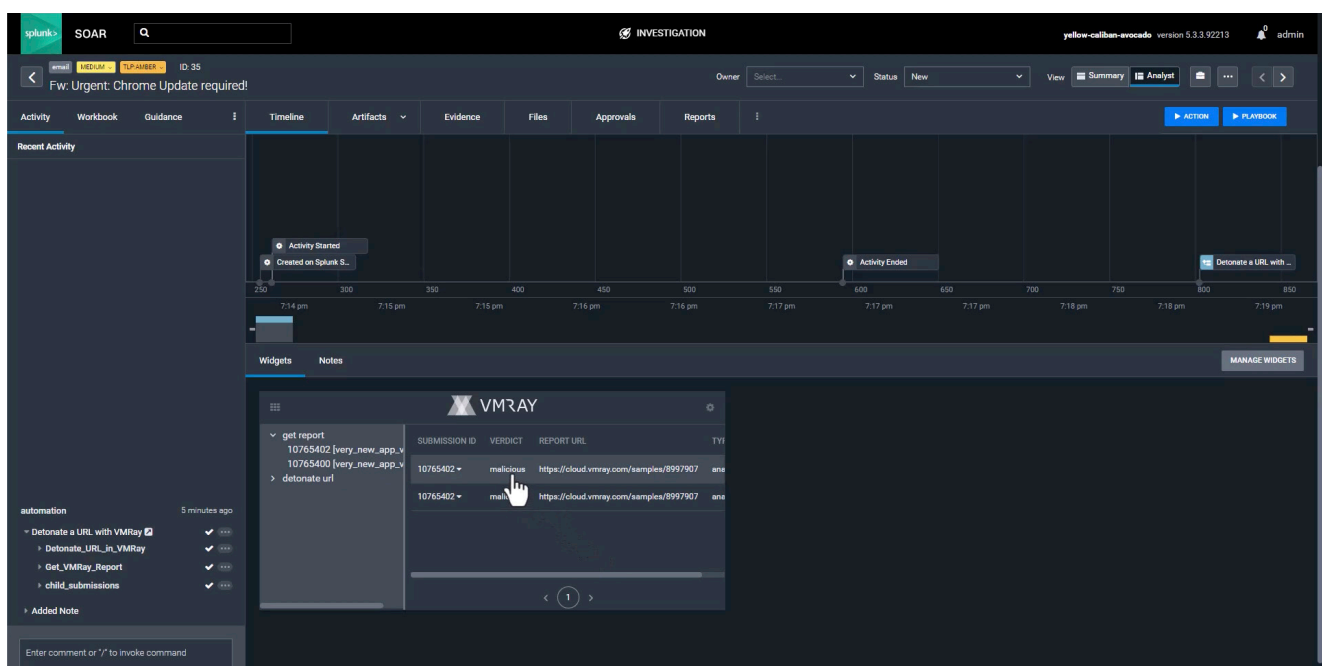 splunk> SOAR INVESTIGATION yellow-caliban-avocado version 5.3.3.92213 0 admin
email MEDIUM TLP:AMBER ID: 35
Fw: Urgent: Chrome Update required! Owner Select... Status New View Summary Analyst
Activity Workbook Guidance Timeline Artifacts Evidence Files Approvals Reports ACTION PLAYBOOK
Recent Activity
Activity Started
Created on Splunk S... Activity Ended Detonate a URL with ...
250 300 350 400 450 500 550 600 650 700 750 800 850
7:14 pm 7:15 pm 7:15 pm 7:16 pm 7:16 pm 7:17 pm 7:17 pm 7:17 pm 7:18 pm 7:18 pm 7:19 pm
Widgets Notes MANAGE WIDGETS
VMRAY
get report
10765402 [very_new_app_v
10765400 [very_new_app_v
detonate url
SUBMISSION ID VERDICT REPORT URL TYP
10765402 malicious https://cloud.vmray.com/samples/8997907 ana
10765402 mali https://cloud.vmray.com/samples/8997907 ana
1
automation 5 minutes ago
Detonate a URL with VMRay
Detonate_URL_in_VMRay
Get_VMRay_Report
child_submissions
Added Note
Enter comment or "/" to invoke command